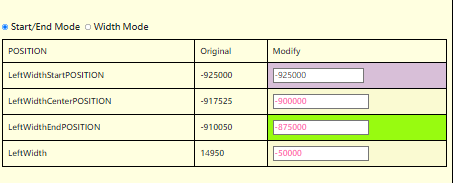 Start/End Mode Width Mode
POSITION Original Modify
LeftWidthStartPOSITION -925000 -925000
LeftWidthCenterPOSITION -917525 -900000
LeftWidthEndPOSITION -910050 -875000
LeftWidth 14950 -50000